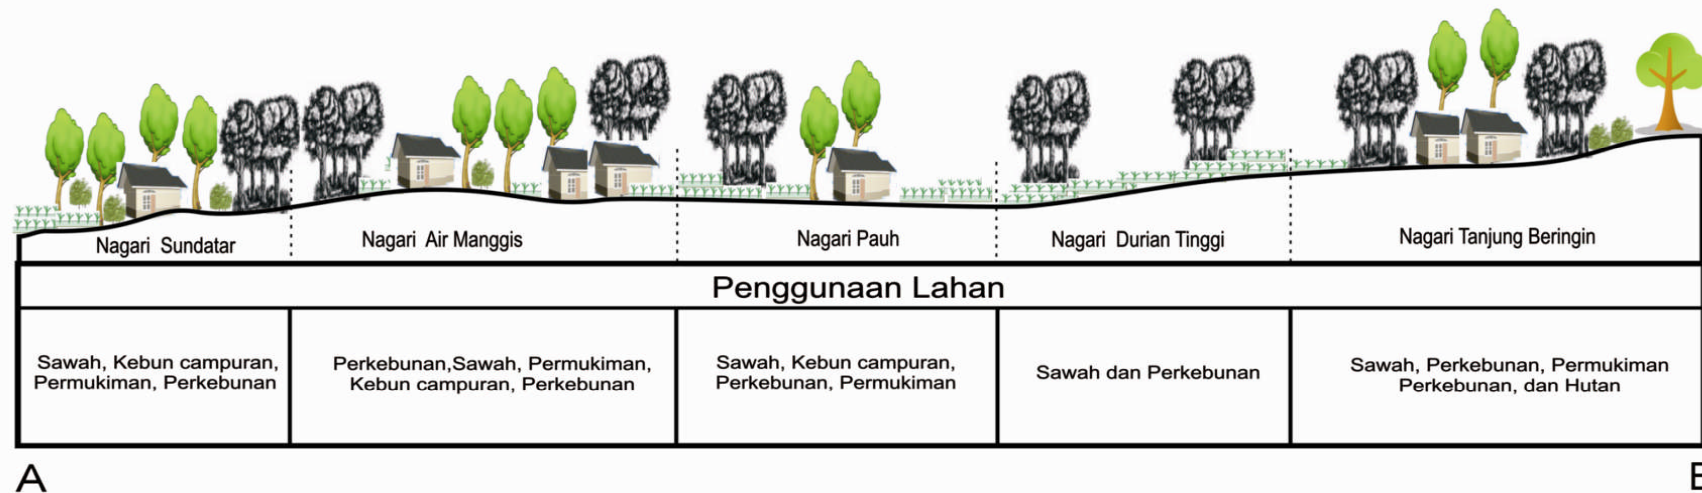 Nagari Sundatar
Nagari Air Manggis
Nagari Pauh
Nagari Durian Tinggi
Nagari Tanjung Beringin
Penggunaan Lahan
Sawah, Kebun campuran,
Permukiman, Perkebunan
Perkebunan,Sawah, Permukiman,
Kebun campuran, Perkebunan
Sawah, Kebun campuran,
Perkebunan, Permukiman
Sawah dan Perkebunan
Sawah, Perkebunan, Permukiman
Perkebunan, dan Hutan
A